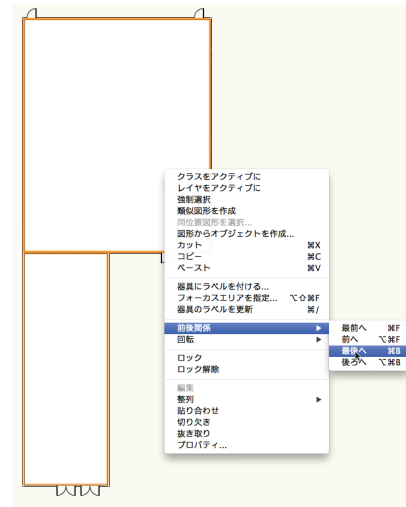 クラスをアクティブに
レイヤをアクティブに
強制選択
類似図形を作成
同位置図形を選択...
図形からオブジェクトを作成...
カット ⌘X
コピー ⌘C
ペースト ⌘V
器具にラベルを付ける...
フォーカスエリアを指定... ⌥⇧⌘F
器具のラベルを更新 ⌘/
前後関係 ▶
回転 ▶
ロック
ロック解除
編集
整列 ▶
貼り合わせ
切り欠き
抜き取り
プロパティ...
最前へ ⌘F
前へ ⌥⌘F
最後へ ⌘B
後ろへ ⌥⌘B